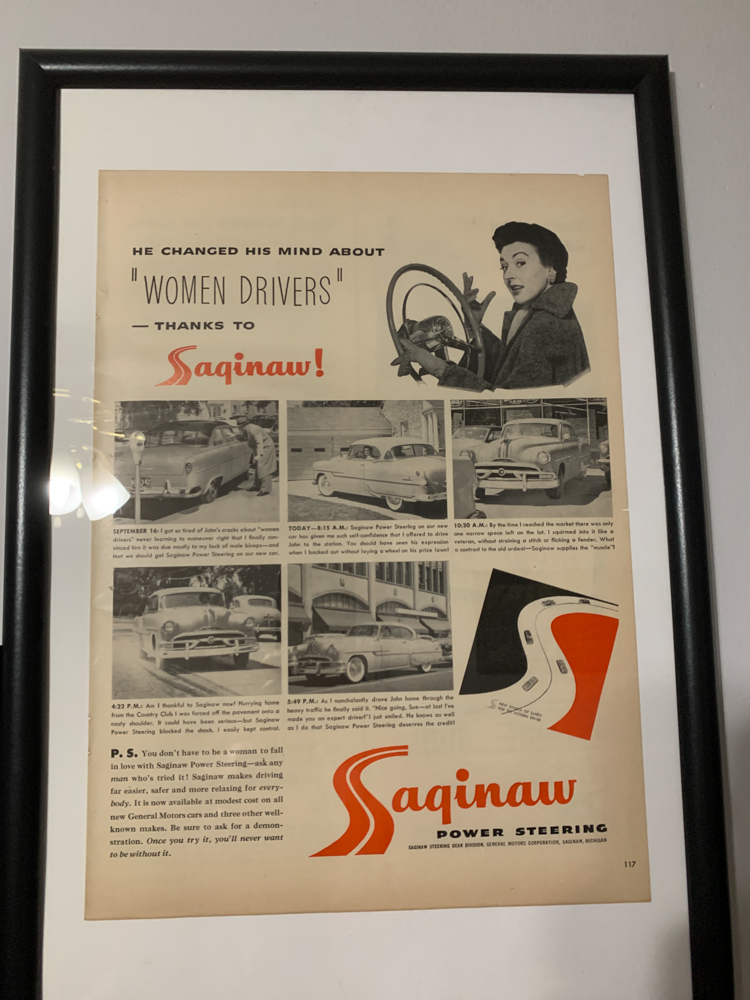 HE CHANGED HIS MIND ABOUT
"WOMEN DRIVERS"
— THANKS TO
Saginaw!
SEPTEMBER 16: I got so tired of John's cracks about "women
drivers" never learning to maneuver right that I finally con-
vinced him it was due mostly to my lack of male biceps—and
that we should get Saginaw Power Steering on our new car.
TODAY—8:15 A.M.: Saginaw Power Steering on our new
car has given me such self-confidence that I offered to drive
John to the station. You should have seen his expression
when I backed out without laying a wheel on his prize lawn!
10:30 A.M.: By the time I reached the market there was only
one narrow space left on the lot. I squirmed into it like a
veteran, without straining a stitch or flicking a fender. What
a contrast to the old ordeal—Saginaw supplies the "muscle"!
4:22 P.M.: Am I thankful to Saginaw now! Hurrying home
from the Country Club I was forced off the pavement onto a
nasty shoulder. It could have been serious—but Saginaw
Power Steering blocked the shock. I easily kept control.
5:49 P.M.: As I nonchalantly drove John home through the
heavy traffic he finally said it. "Nice going, Sue—at last I've
made you an expert driver!" I just smiled. He knows as well
as I do that Saginaw Power Steering deserves the credit!
P. S. You don't have to be a woman to fall
in love with Saginaw Power Steering—ask any
man who's tried it! Saginaw makes driving
far easier, safer and more relaxing for every-
body. It is now available at modest cost on all
new General Motors cars and three other well-
known makes. Be sure to ask for a demon-
stration. Once you try it, you'll never want
to be without it.
Saginaw
POWER STEERING
SAGINAW STEERING GEAR DIVISION, GENERAL MOTORS CORPORATION, SAGINAW, MICHIGAN
117